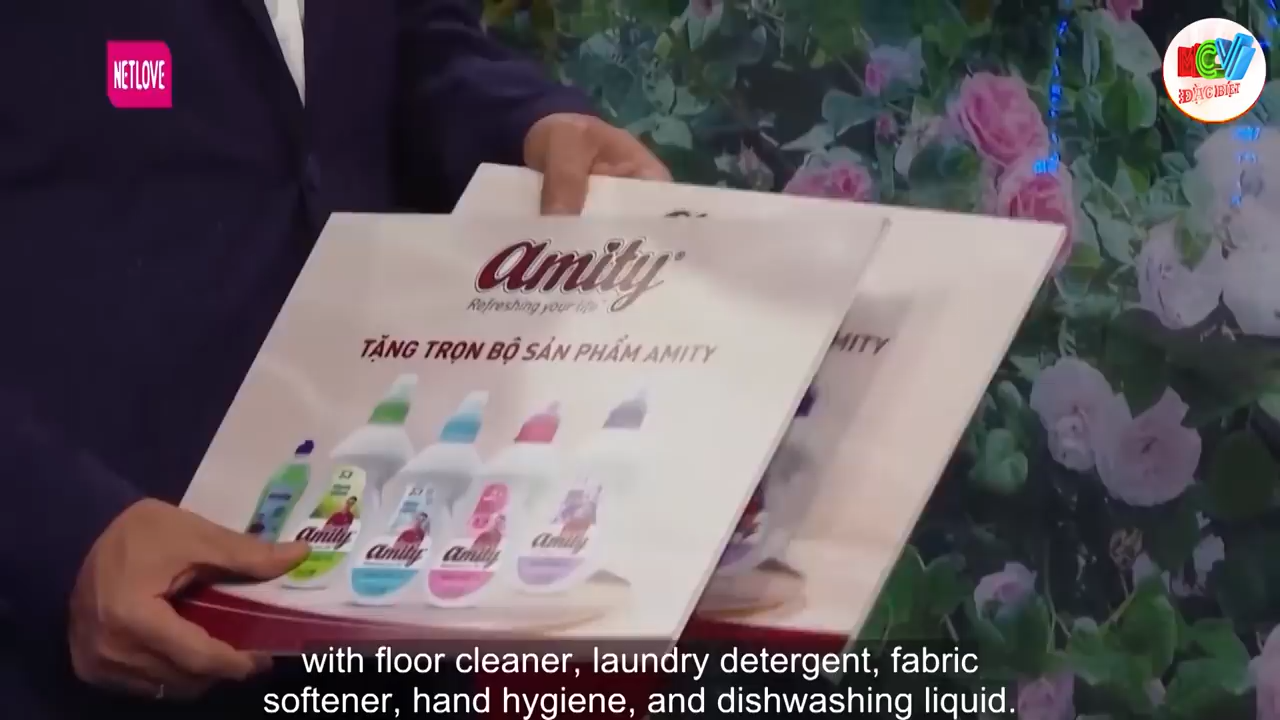 NETLOVE
MCV
ĐẶC BIỆT
amity
Refreshing your life
TẶNG TRỌN BỘ SẢN PHẨM AMITY
MITY
amity
amity
amity
amity
with floor cleaner, laundry detergent, fabric
softener, hand hygiene, and dishwashing liquid.